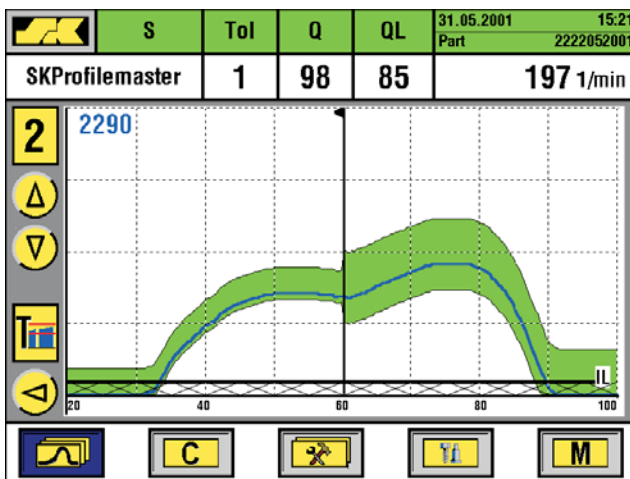 SK S Tol Q QL 31.05.2001 15:21
Part 2222052001
SKProfilemaster 1 98 85 197 1/min
2 2290
T
IL
20 40 60 80 100
C M